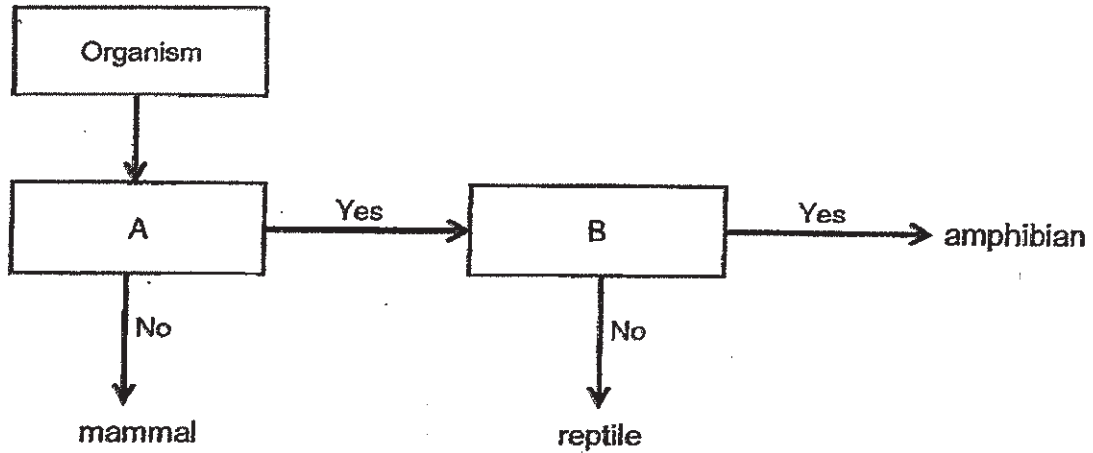 Organism
A
Yes
B
Yes
amphibian
No
No
mammal
reptile